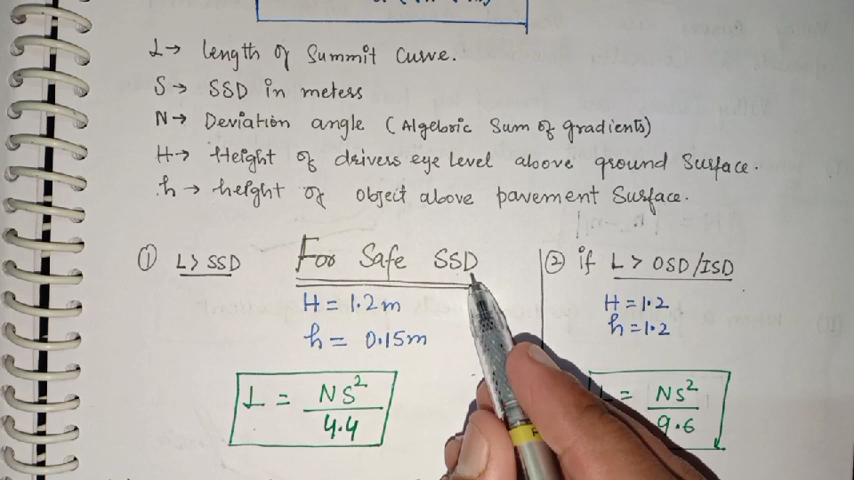 L→ Length of Summit Curve.
S→ SSD in meters
N→ Deviation angle (Algebric Sum of gradients)
H→ Height of drivers eye level above ground Surface.
h→ height of object above pavement Surface.
① L> SSD
For Safe SSD
H = 1.2m
h = 0.15m
L = NS²/4.4
② if L > OSD/ISD
H = 1.2
h = 1.2
= NS²/9.6